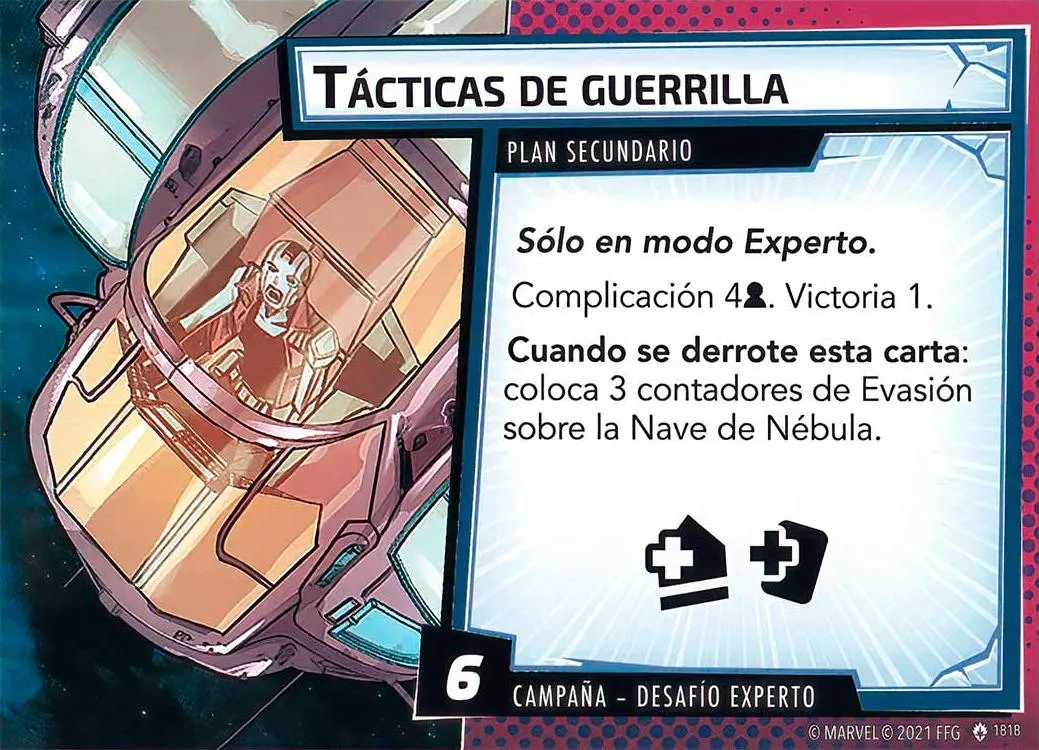 TÁCTICAS DE GUERRILLA
PLAN SECUNDARIO
Sólo en modo Experto.
Complicación 4. Victoria 1.
Cuando se derrote esta carta:
coloca 3 contadores de Evasión
sobre la Nave de Nébula.
6
CAMPAÑA – DESAFÍO EXPERTO
© MARVEL © 2021 FFG 181B